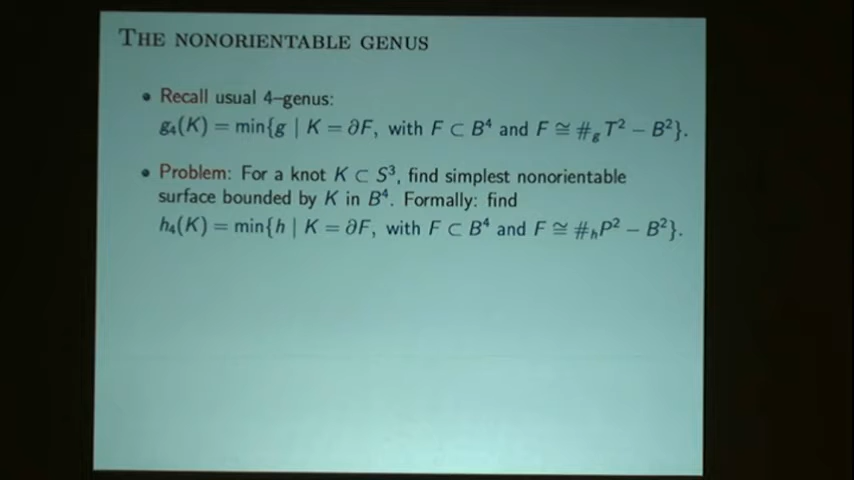 THE NONORIENTABLE GENUS
• Recall usual 4–genus:
g₄(K) = min{g | K = ∂F, with F ⊂ B⁴ and F ≅ #_g T² − B²}.
• Problem: For a knot K ⊂ S³, find simplest nonorientable
surface bounded by K in B⁴. Formally: find
h₄(K) = min{h | K = ∂F, with F ⊂ B⁴ and F ≅ #_h P² − B²}.